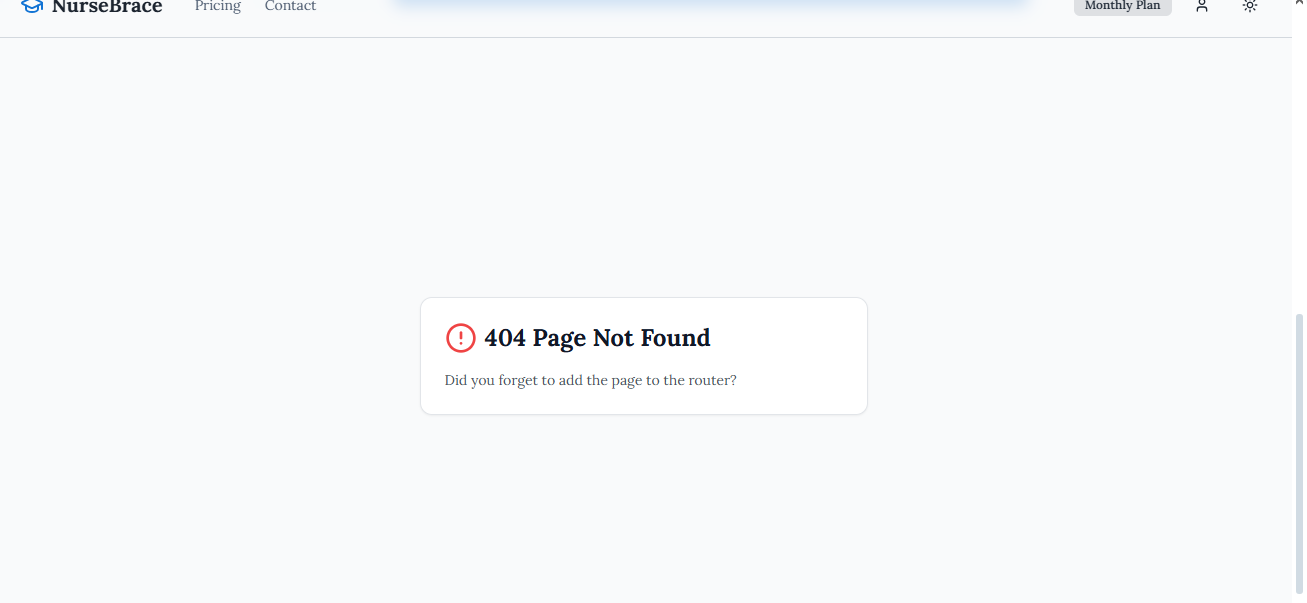 NurseBrace
Pricing
Contact
Monthly Plan
404 Page Not Found
Did you forget to add the page to the router?